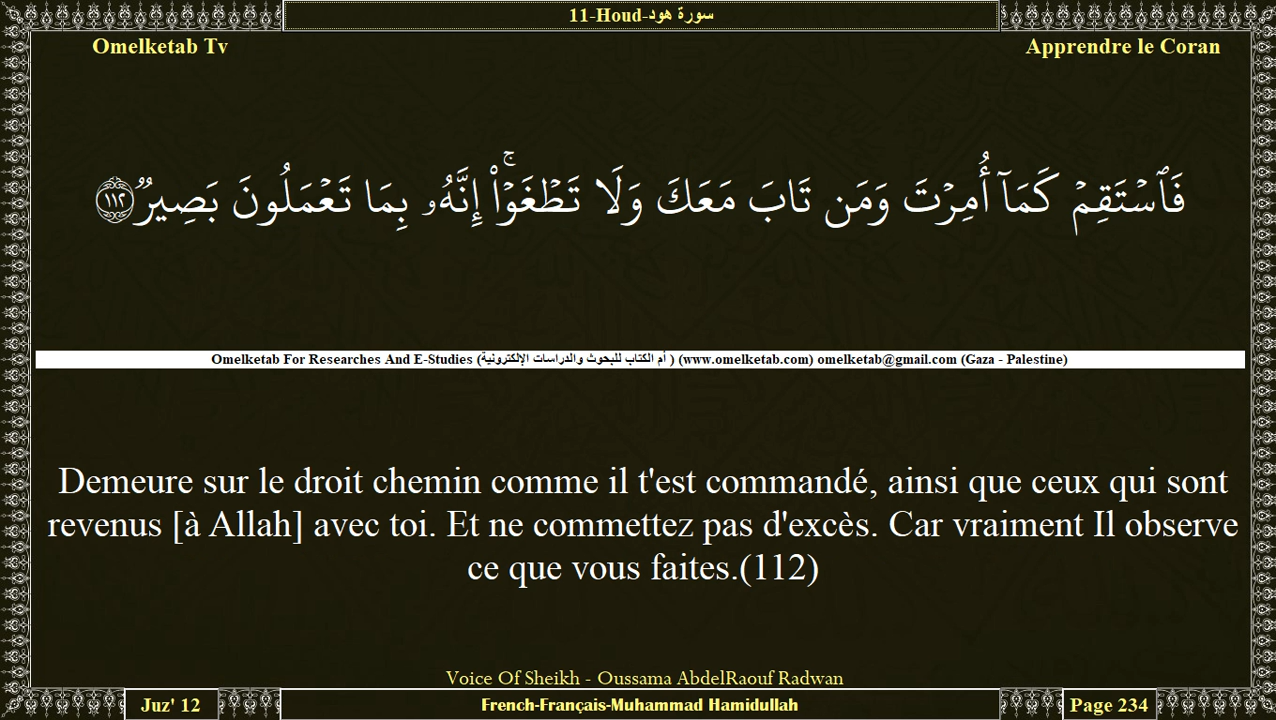 11-Houd-سورة هود
Omelketab Tv
Apprendre le Coran
فَٱسۡتَقِمۡ كَمَآ أُمِرۡتَ وَمَن تَابَ مَعَكَ وَلَا تَطۡغَوۡاْۚ إِنَّهُۥ بِمَا تَعۡمَلُونَ بَصِيرٞ ١١٢
Omelketab For Researches And E-Studies (أم الكتاب للبحوث والدراسات الإلكترونية ) (www.omelketab.com) omelketab@gmail.com (Gaza - Palestine)
Demeure sur le droit chemin comme il t'est commandé, ainsi que ceux qui sont
revenus [à Allah] avec toi. Et ne commettez pas d'excès. Car vraiment Il observe
ce que vous faites.(112)
Voice Of Sheikh - Oussama AbdelRaouf Radwan
Juz' 12
French-Français-Muhammad Hamidullah
Page 234